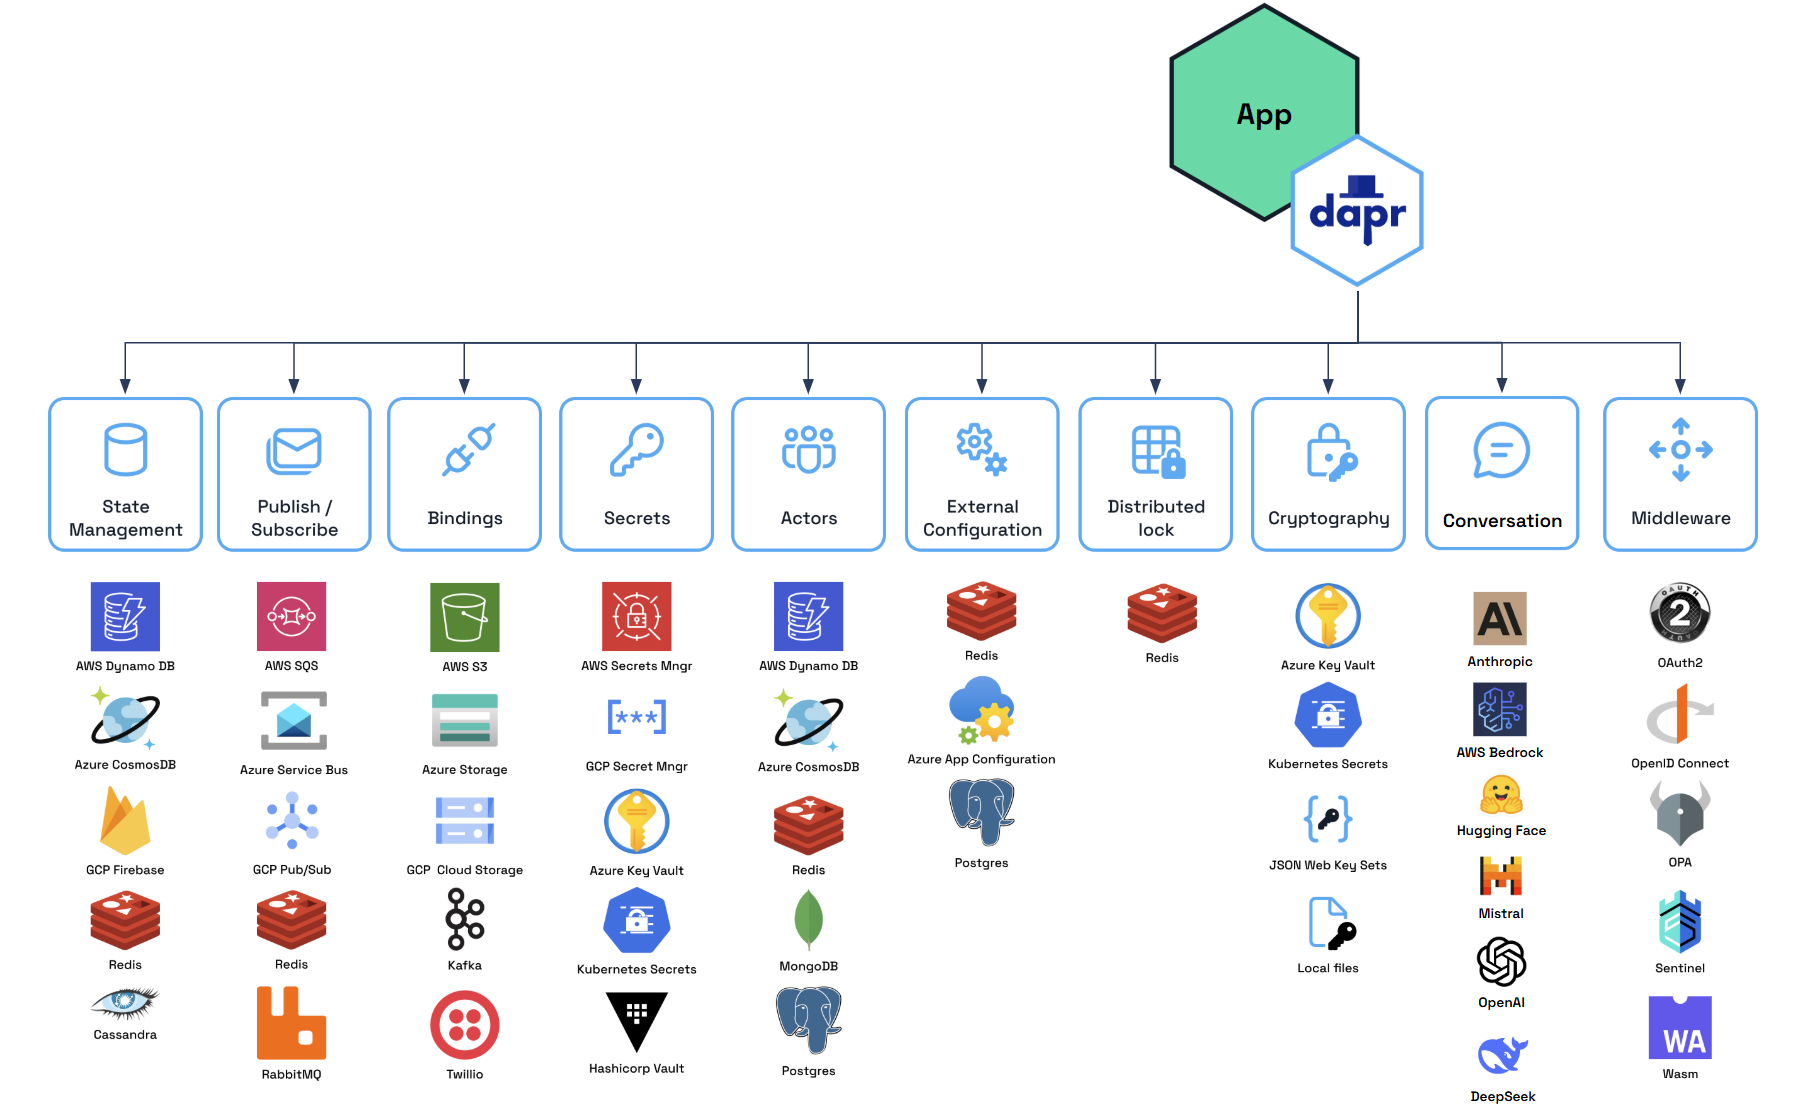 App
dapr
State
Management
Publish /
Subscribe
Bindings
Secrets
Actors
External
Configuration
Distributed
lock
Cryptography
Conversation
Middleware
AWS Dynamo DB
Azure CosmosDB
GCP Firebase
Redis
Cassandra
AWS SQS
Azure Service Bus
GCP Pub/Sub
Redis
RabbitMQ
AWS S3
Azure Storage
GCP Cloud Storage
Kafka
Twillio
AWS Secrets Mngr
[***]
GCP Secret Mngr
Azure Key Vault
Kubernetes Secrets
Hashicorp Vault
AWS Dynamo DB
Azure CosmosDB
Redis
MongoDB
Postgres
Redis
Azure App Configuration
Postgres
Redis
Azure Key Vault
Kubernetes Secrets
JSON Web Key Sets
Local files
AI
Anthropic
AWS Bedrock
Hugging Face
Mistral
OpenAI
DeepSeek
OAUTH
2
OAuth2
OpenID Connect
OPA
Sentinel
WA
Wasm